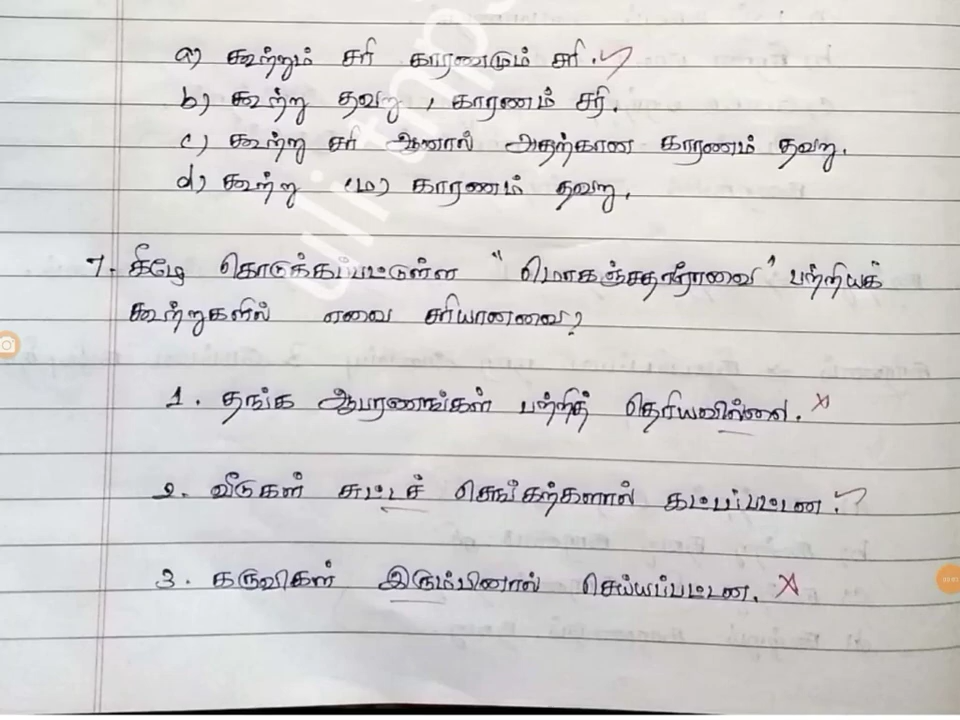 a) கூற்றும் சரி காரணமும் சரி.
b) கூற்று தவறு, காரணம் சரி.
c) கூற்று சரி ஆனால் அதற்கான காரணம் தவறு.
d) கூற்று (ம) காரணம் தவறு.
7. கீழே கொடுக்கப்பட்டுள்ள "மொகஞ்சதாரோவை" பற்றியக்
கூற்றுகளில் எவை சரியானவை?
1. தங்க ஆபரணங்கள் பற்றித் தெரியவில்லை.
2. வீடுகள் சுட்டச் செங்கற்களால் கட்டப்பட்டன.
3. கருவிகள் இரும்பினால் செய்யப்பட்டன.